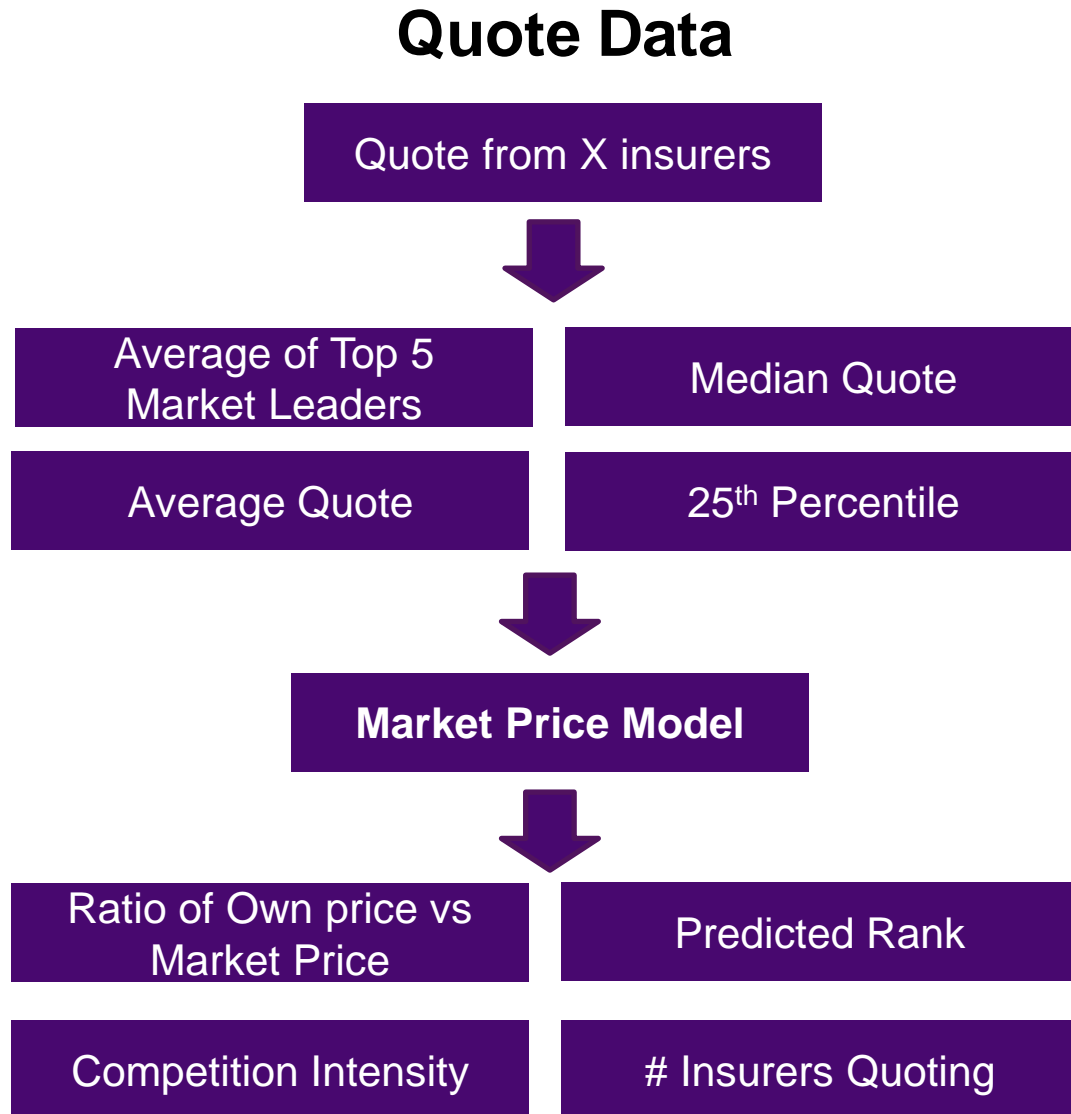 Quote Data
Quote from X insurers
Average of Top 5
Market Leaders
Median Quote
Average Quote
25th Percentile
Market Price Model
Ratio of Own price vs
Market Price
Predicted Rank
Competition Intensity
# Insurers Quoting